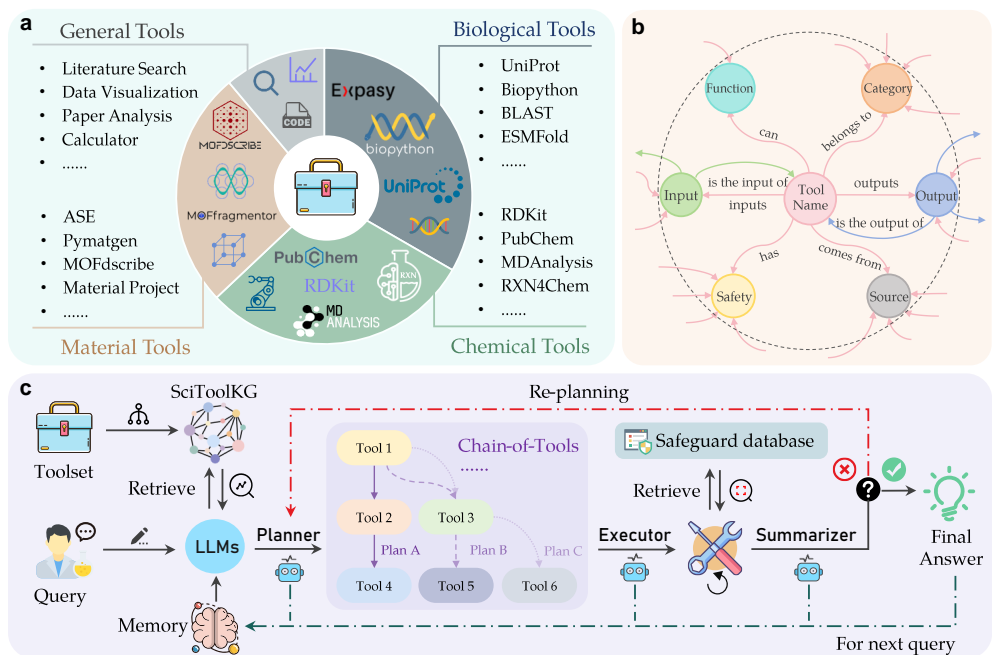 a
General Tools
• Literature Search
• Data Visualization
• Paper Analysis
• Calculator
• ......
• ASE
• Pymatgen
• MOFdscribe
• Material Project
• ......
Material Tools
CODE
MOFDSCRIBE
MOFfragmentor
Expasy
biopython
UniProt
PubChem
RDKit
RXN
MD
ANALYSIS
Biological Tools
• UniProt
• Biopython
• BLAST
• ESMFold
• ......
• RDKit
• PubChem
• MDAnalysis
• RXN4Chem
• ......
Chemical Tools
b
Function
Category
can
belongs to
Input
is the input of
inputs
Tool
Name
outputs
is the output of
Output
has
comes from
Safety
Source
c
SciToolKG
Re-planning
Toolset
Retrieve
Query
LLMs
Memory
Planner
Chain-of-Tools
......
Tool 1
Tool 2
Tool 3
Plan A
Plan B
Plan C
Tool 4
Tool 5
Tool 6
Safeguard database
Retrieve
Executor
Summarizer
?
Final
Answer
For next query